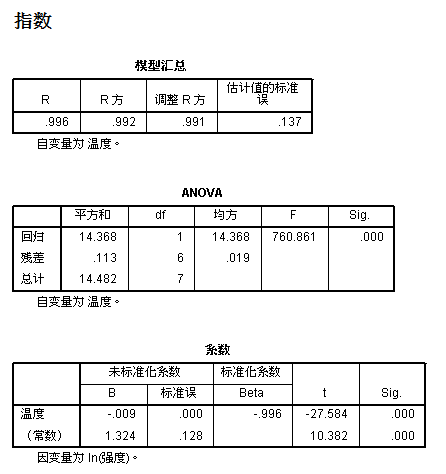 指数
模型汇总
R R 方 调整 R 方 估计值的标准误
.996 .992 .991 .137
自变量为 温度。
ANOVA
平方和 df 均方 F Sig.
回归 14.368 1 14.368 760.861 .000
残差 .113 6 .019
总计 14.482 7
自变量为 温度。
系数
未标准化系数 标准化系数
B 标准误 Beta t Sig.
温度 -.009 .000 -.996 -27.584 .000
（常数） 1.324 .128 10.382 .000
因变量为 ln(强度)。